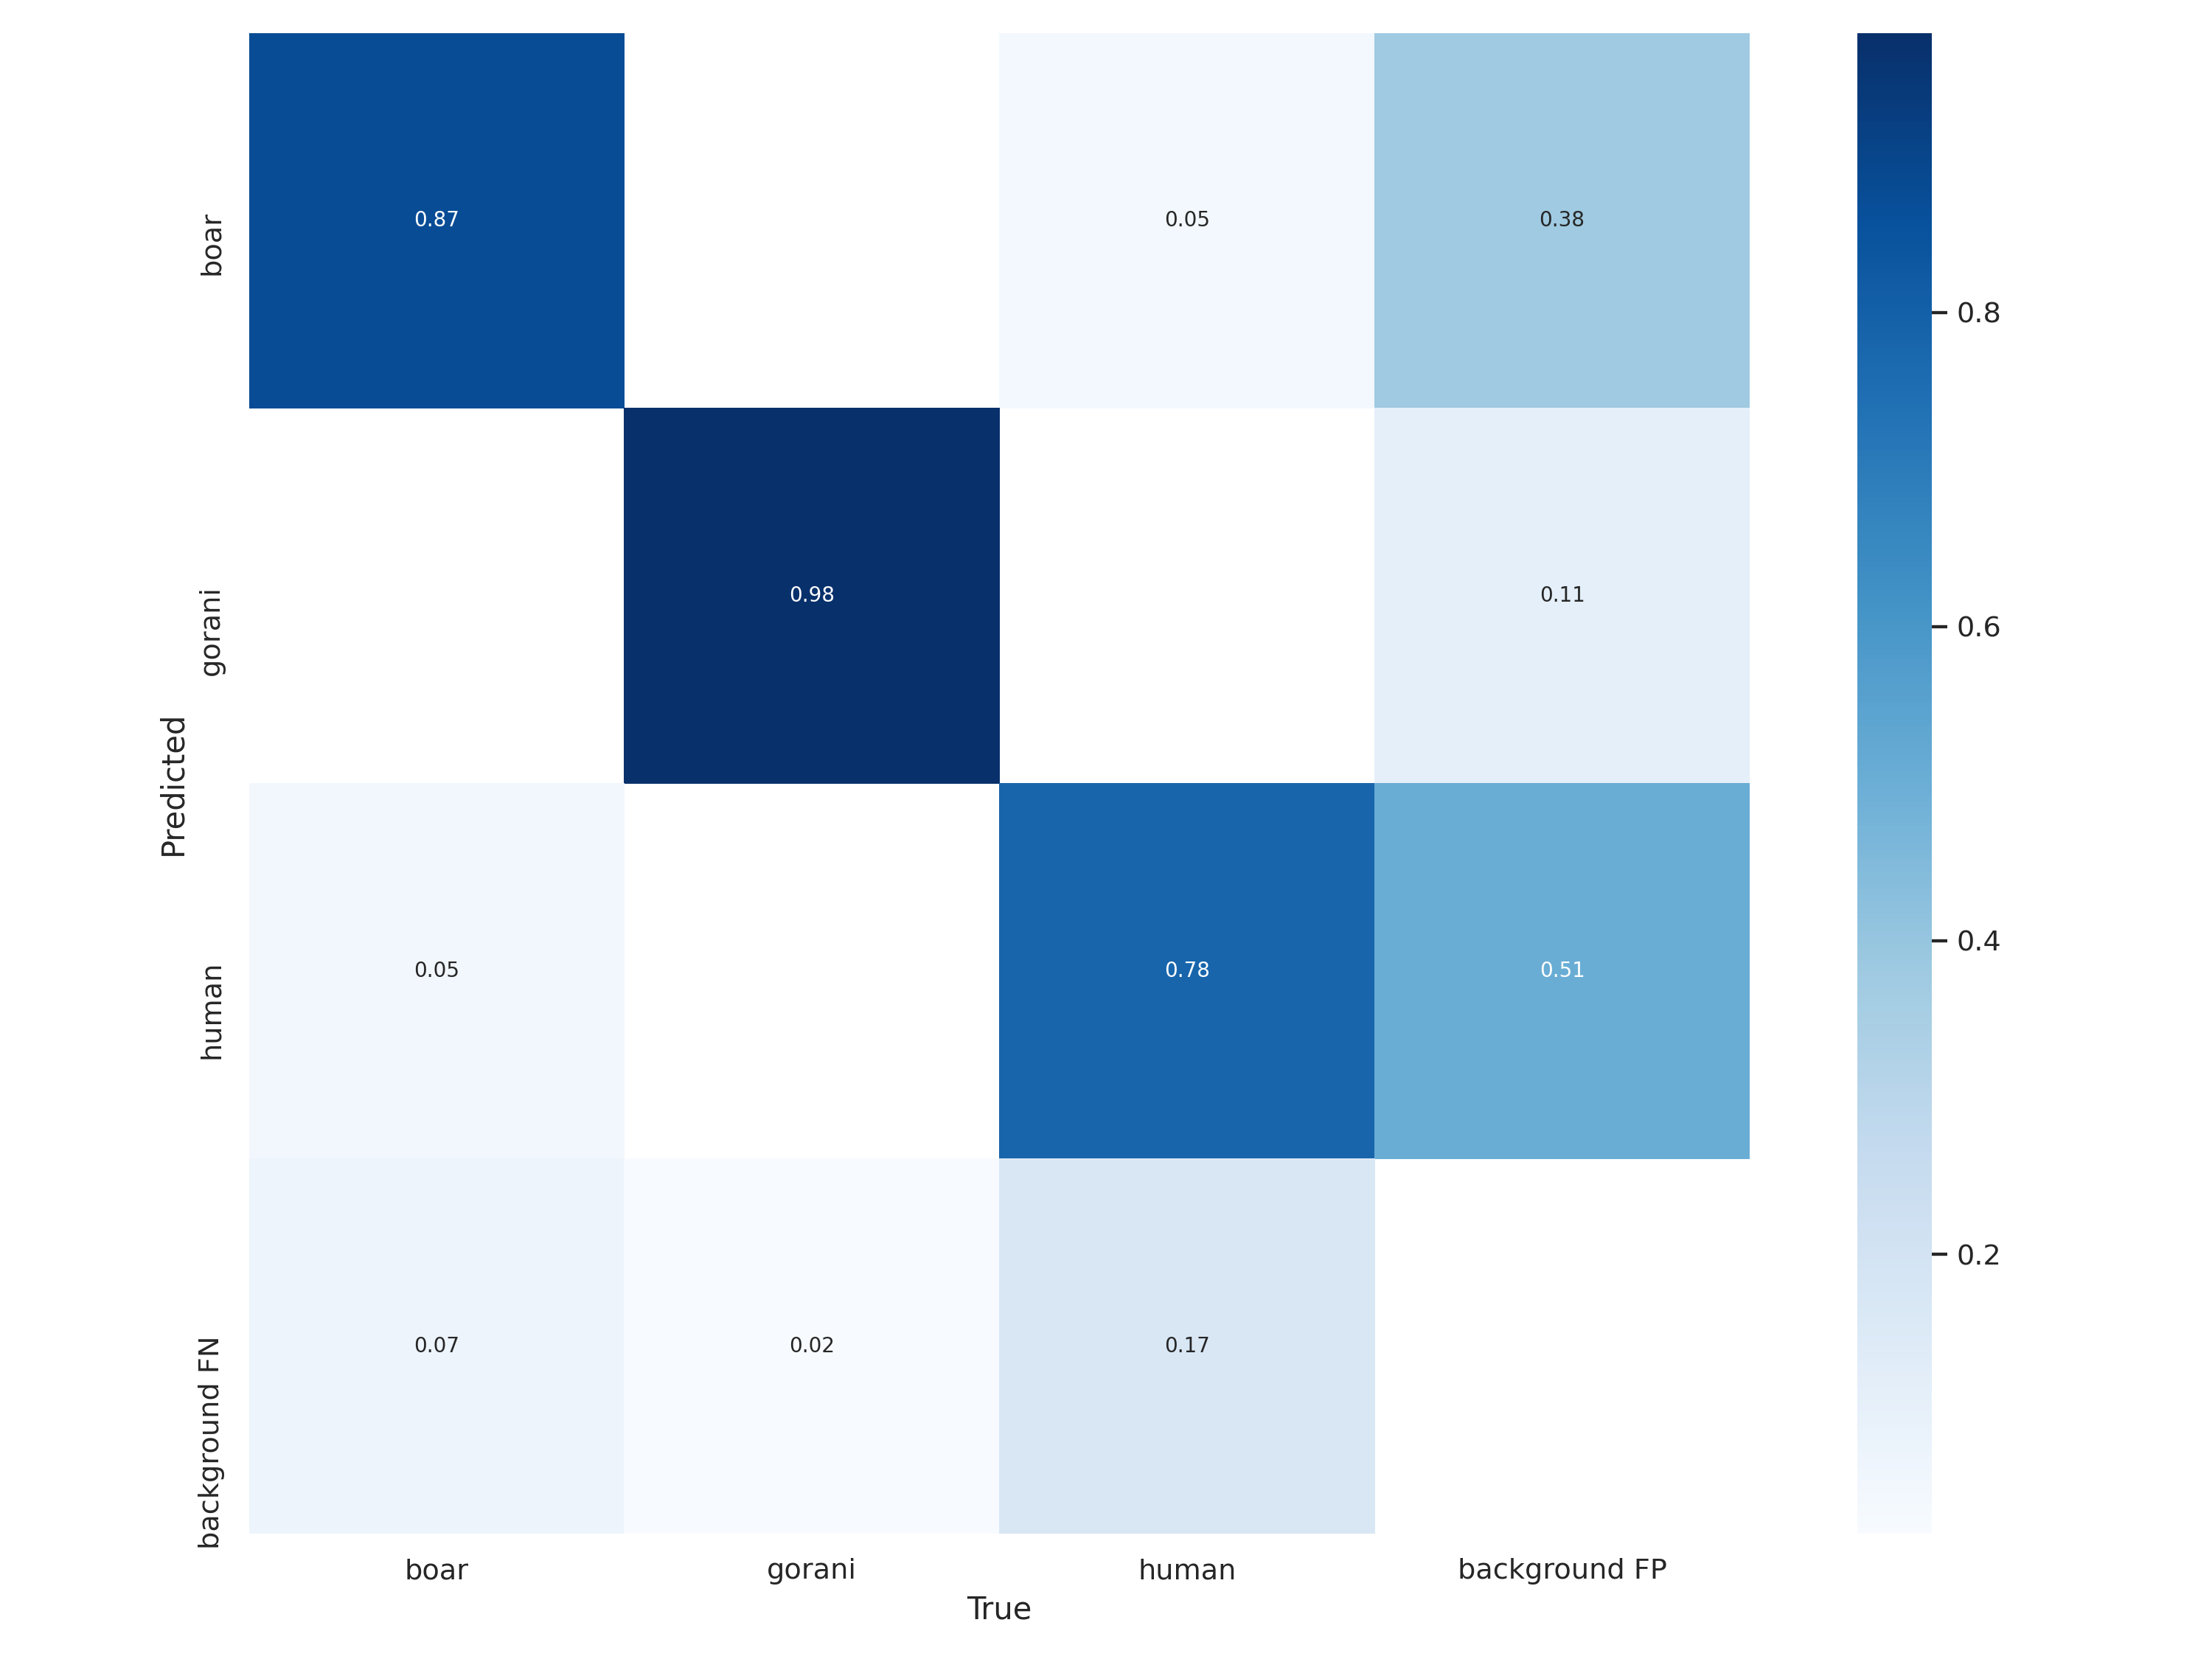 boar
0.87
0.05
0.38
0.8
gorani
0.98
0.11
0.6
Predicted
human
0.05
0.78
0.51
0.4
background FN
0.07
0.02
0.17
0.2
boar
gorani
human
background FP
True